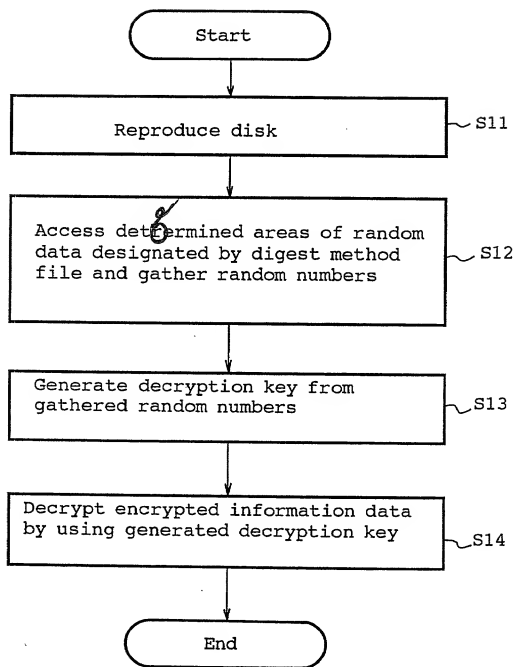 Start
Reproduce disk
S11
Access detrermined areas of random
data designated by digest method
file and gather random numbers
S12
Generate decryption key from
gathered random numbers
S13
Decrypt encrypted information data
by using generated decryption key
S14
End